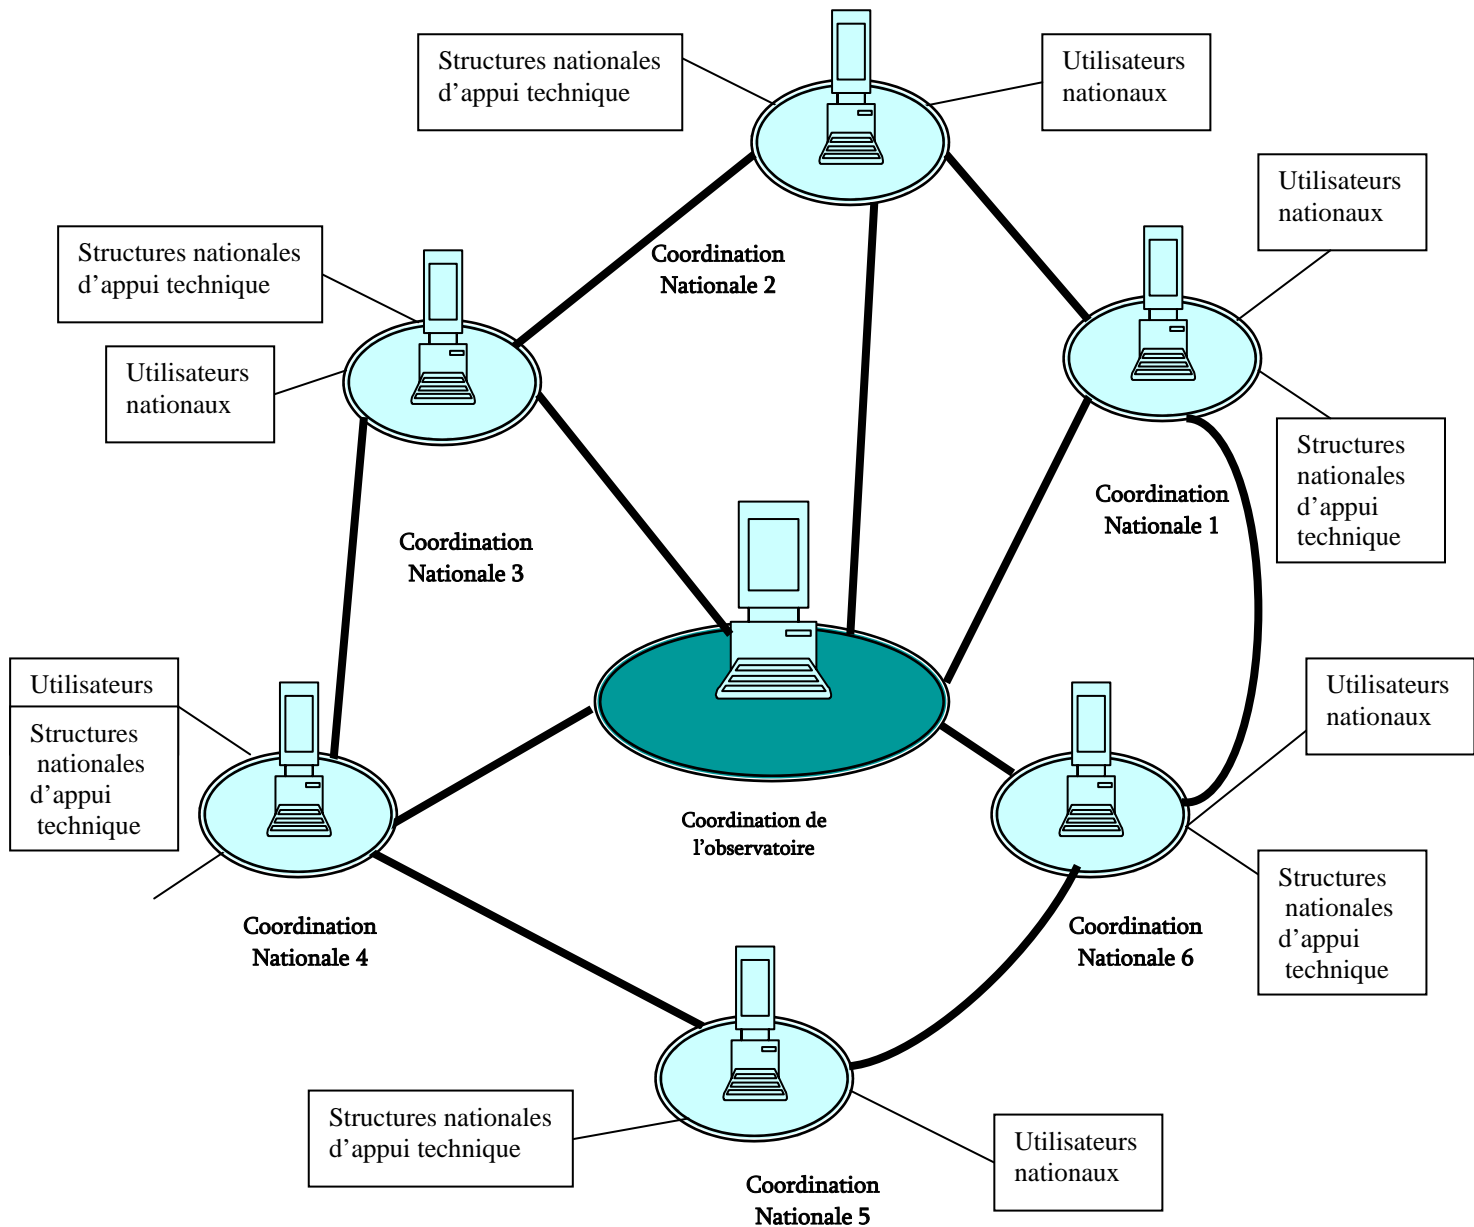 Structures nationales
d’appui technique
Utilisateurs
nationaux
Utilisateurs
nationaux
Structures nationales
d’appui technique
Coordination
Nationale 2
Utilisateurs
nationaux
Structures
nationales
d’appui
technique
Coordination
Nationale 1
Coordination
Nationale 3
Utilisateurs
Structures
nationales
d’appui
technique
Utilisateurs
nationaux
Coordination de
l’observatoire
Structures
nationales
d’appui
technique
Coordination
Nationale 4
Coordination
Nationale 6
Structures nationales
d’appui technique
Utilisateurs
nationaux
Coordination
Nationale 5